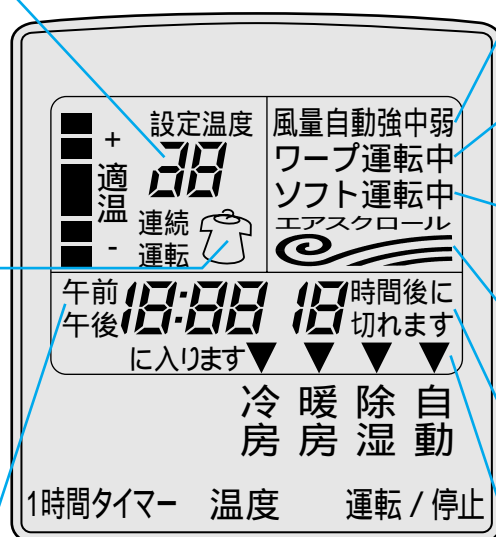 設定温度
+
適温
-
28
連続
運転
風量自動強中弱
ワープ運転中
ソフト運転中
エアスクロール
午前
午後
18:88
18
時間後に
切れます
に入ります▼ ▼ ▼ ▼
冷房 暖房 除湿 自動
1時間タイマー 温度 運転 / 停止